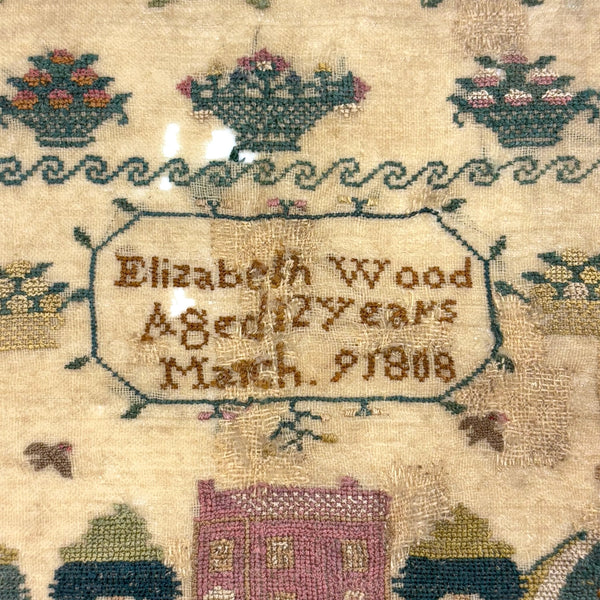 Elizabeth Wood
Aged 12 years
March. 9 1808